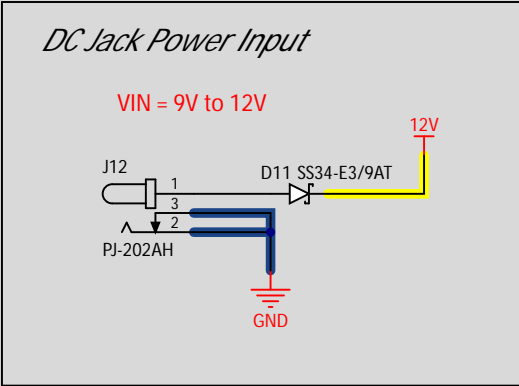 DC Jack Power Input
VIN = 9V to 12V
12V
J12
D11 SS34-E3/9AT
1
3
2
PJ-202AH
GND